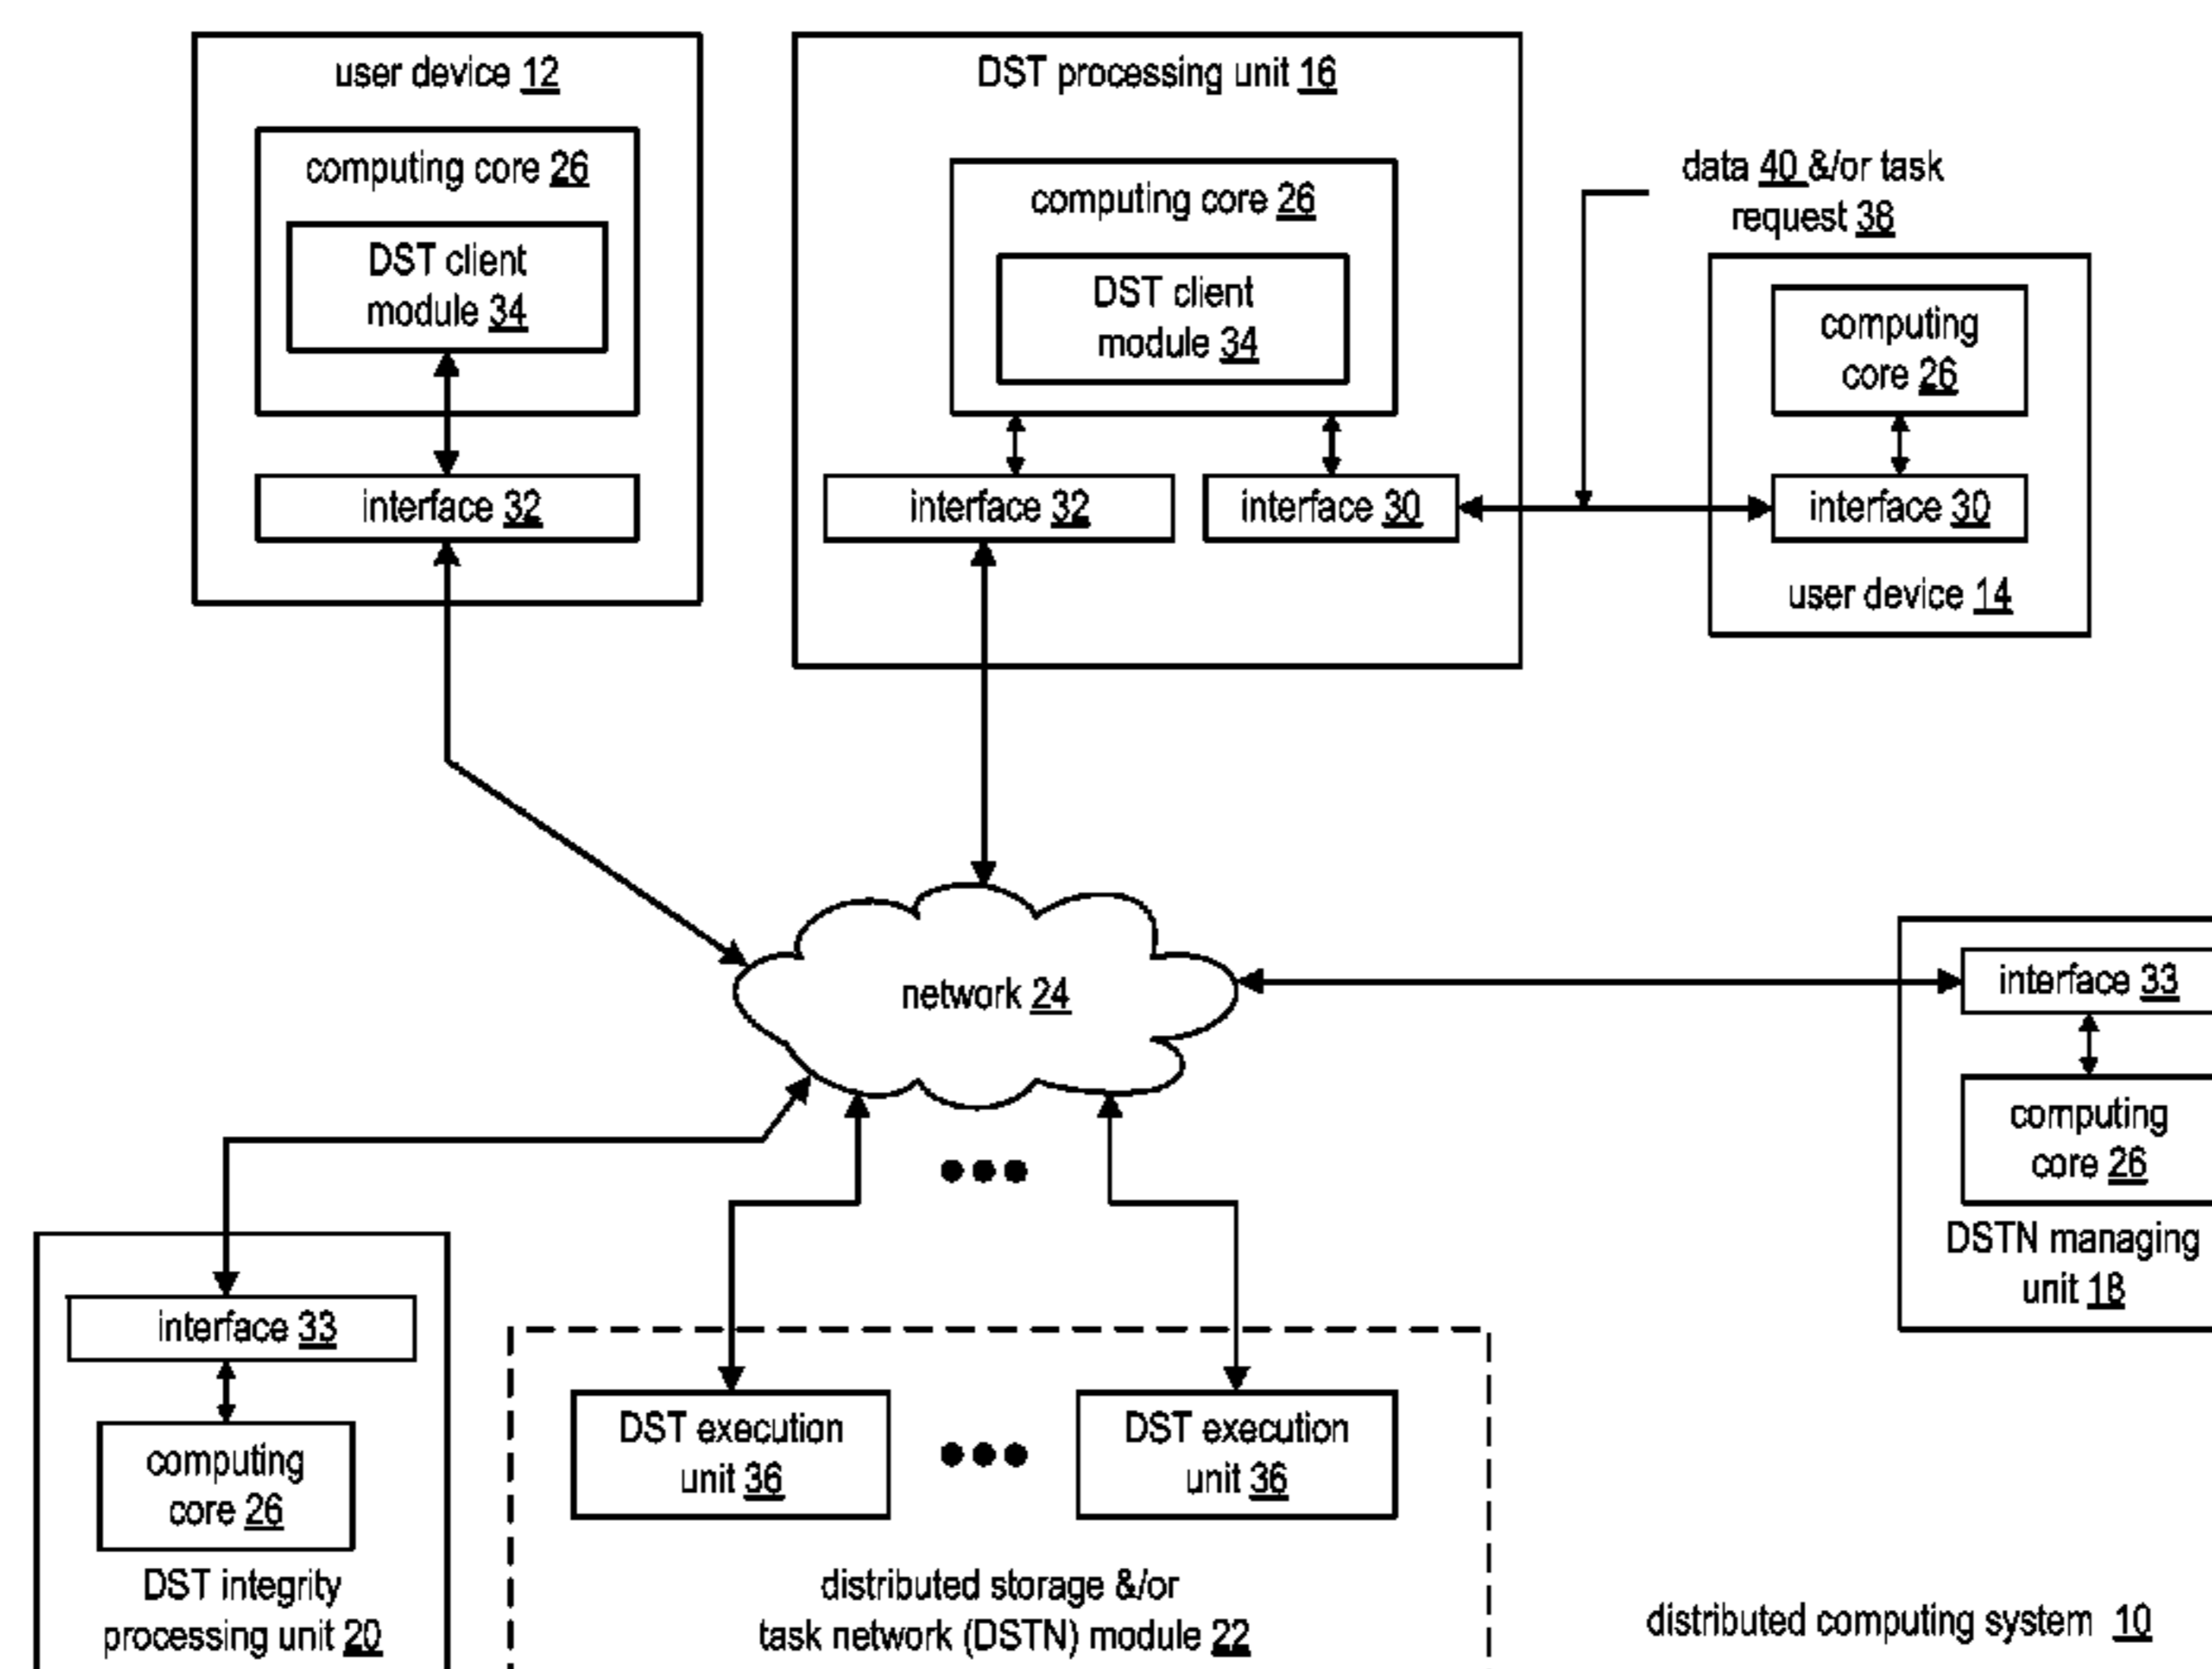 user device 12
computing core 26
DST client
module 34
interface 32
DST processing unit 16
computing core 26
DST client
module 34
interface 32
interface 30
data 40 &/or task
request 38
computing
core 26
interface 30
user device 14
network 24
interface 33
computing
core 26
DSTN managing
unit 18
interface 33
computing
core 26
DST integrity
processing unit 20
DST execution
unit 36
DST execution
unit 36
distributed storage &/or
task network (DSTN) module 22
distributed computing system 10